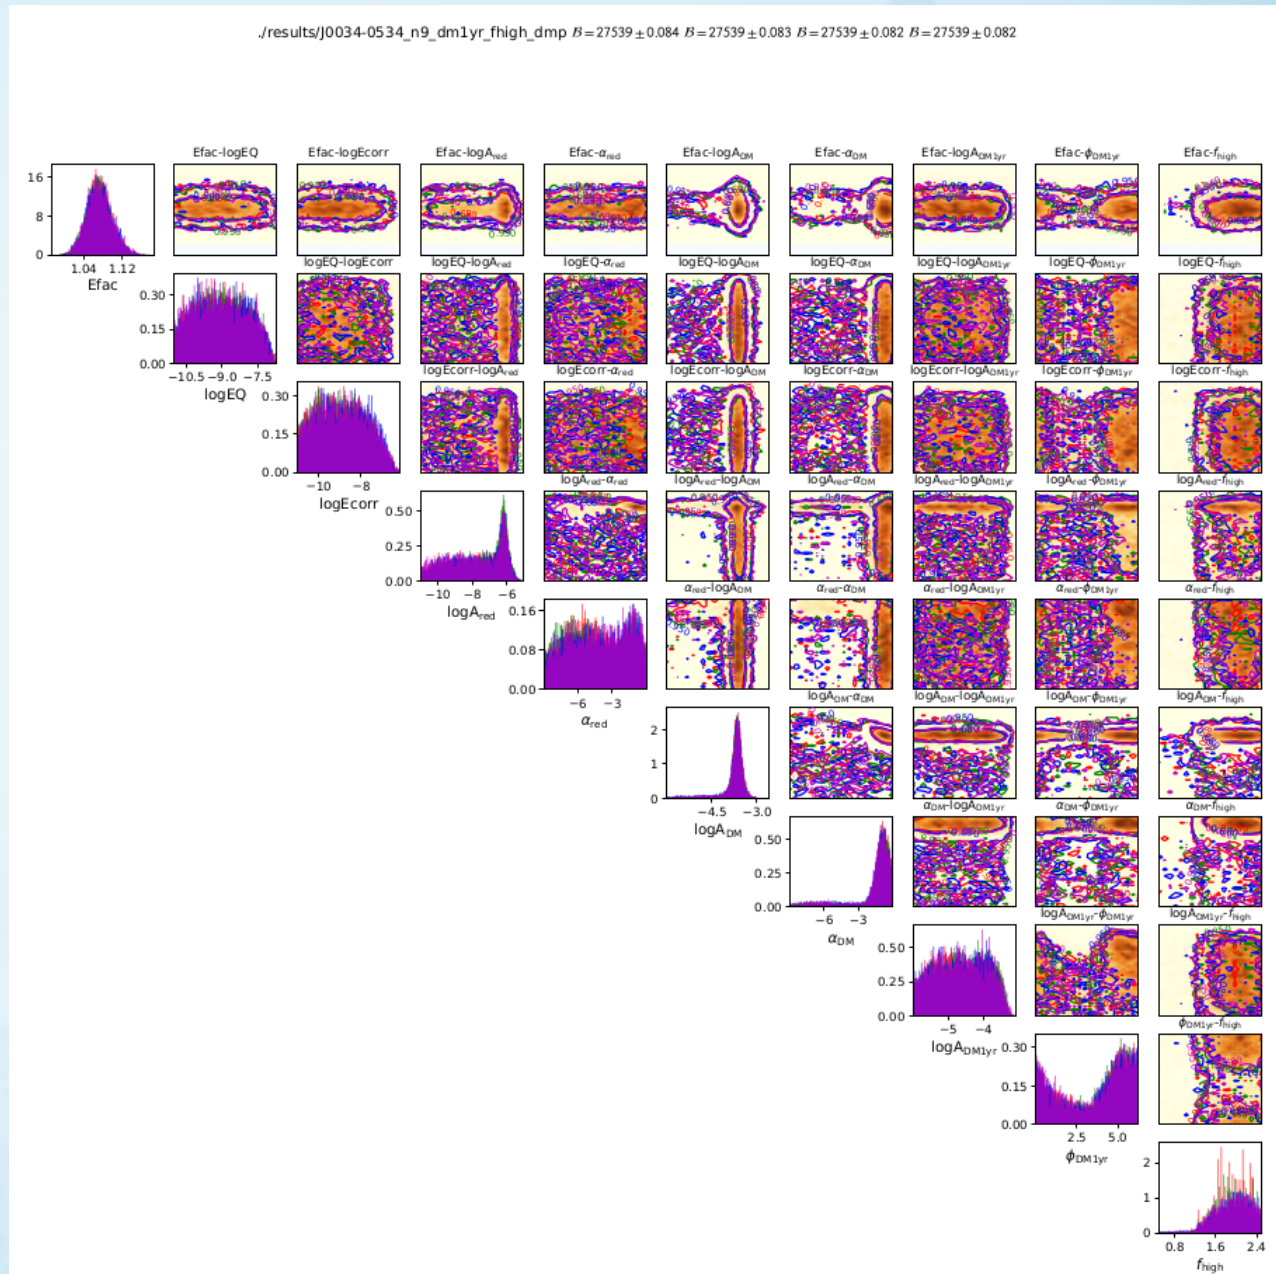 ./results/J0034-0534_n9_dm1yr_fhigh_dmp ℬ = 27539 ± 0.084 ℬ = 27539 ± 0.083 ℬ = 27539 ± 0.082 ℬ = 27539 ± 0.082
Efac-logEQ Efac-logEcorr Efac-logA_red Efac-α_red Efac-logA_DM Efac-α_DM Efac-logA_DM1yr Efac-ϕ_DM1yr Efac-f_high
16
8
0
1.04 1.12
Efac
logEQ-logEcorr logEQ-logA_red logEQ-α_red logEQ-logA_DM logEQ-α_DM logEQ-logA_DM1yr logEQ-ϕ_DM1yr logEQ-f_high
0.30
0.15
0.00
−10.5 −9.0 −7.5
logEQ
logEcorr-logA_red logEcorr-α_red logEcorr-logA_DM logEcorr-α_DM logEcorr-logA_DM1yr logEcorr-ϕ_DM1yr logEcorr-f_high
0.30
0.15
0.00
−10 −8
logEcorr
logA_red-α_red logA_red-logA_DM logA_red-α_DM logA_red-logA_DM1yr logA_red-ϕ_DM1yr logA_red-f_high
0.50
0.25
0.00
−10 −8 −6
logA_red
α_red-logA_DM α_red-α_DM α_red-logA_DM1yr α_red-ϕ_DM1yr α_red-f_high
0.16
0.08
0.00
−6 −3
α_red
logA_DM-α_DM logA_DM-logA_DM1yr logA_DM-ϕ_DM1yr logA_DM-f_high
2
1
0
−4.5 −3.0
logA_DM
α_DM-logA_DM1yr α_DM-ϕ_DM1yr α_DM-f_high
0.50
0.25
0.00
−6 −3
α_DM
logA_DM1yr-ϕ_DM1yr logA_DM1yr-f_high
0.50
0.25
0.00
−5 −4
logA_DM1yr
ϕ_DM1yr-f_high
0.30
0.15
0.00
2.5 5.0
ϕ_DM1yr
2
1
0
0.8 1.6 2.4
f_high